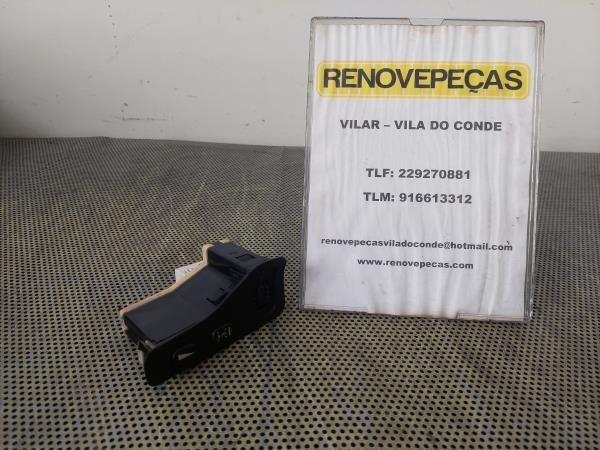 RENOVEPEÇAS
VILAR – VILA DO CONDE
TLF: 229270881
TLM: 916613312
renovepecasviladoconde@hotmail.com
www.renovepecas.com